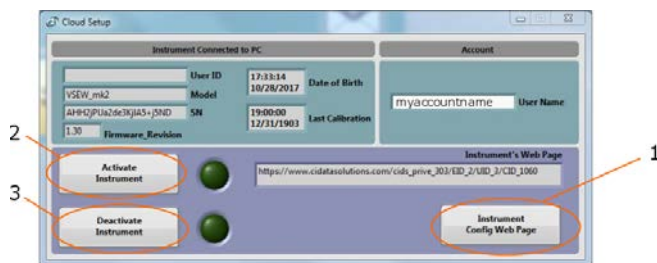 Cloud Setup
Instrument Connected to PC
Account
User ID
17:33:14
10/28/2017
Date of Birth
VSEW_mk2
Model
myaccountname
User Name
AHH2jPUa2de3KjIA5+j5ND
SN
19:00:00
12/31/1903
Last Calibration
1.30
Firmware_Revision
2
1
Activate
Instrument
Instrument's Web Page
https://www.cidatasolutions.com/cids_prive_303/EID_2/UID_3/CID_1060
3
Deactivate
Instrument
Instrument
Config Web Page